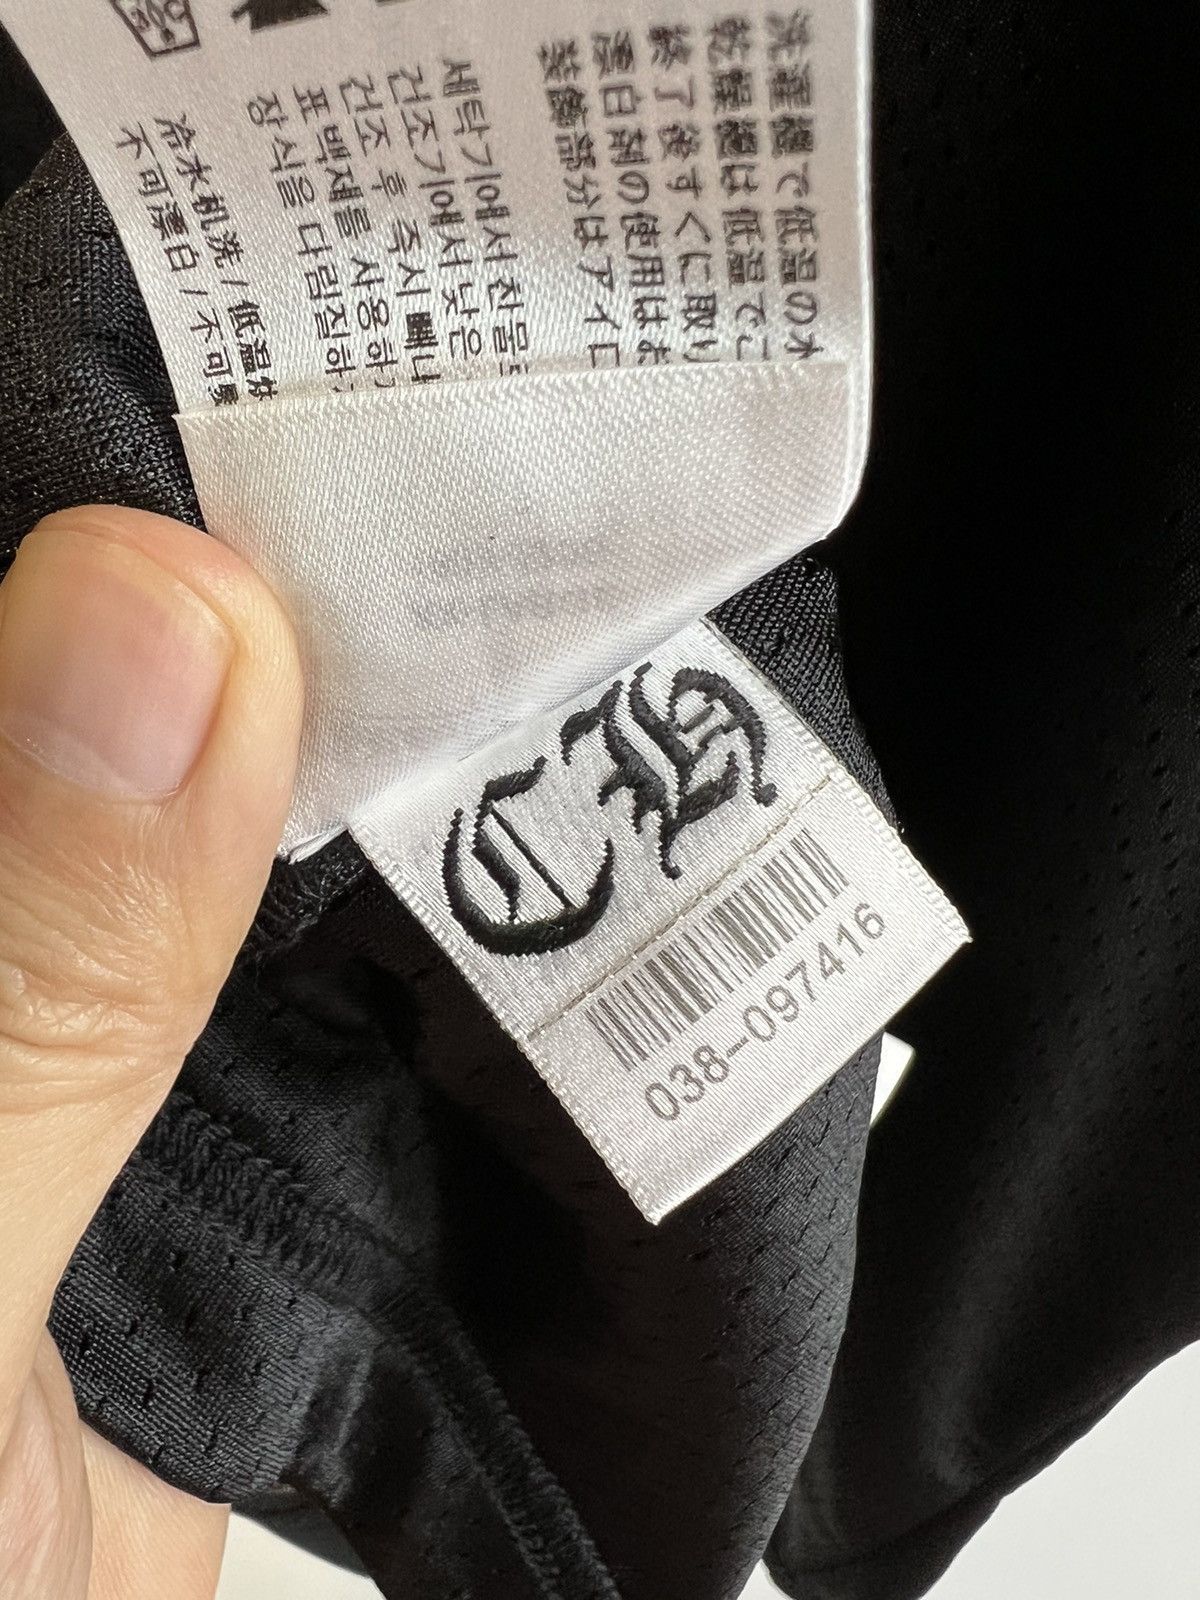 洗濯機で低温の水
乾燥機は低温でご
終了後すぐに取り
漂白剤の使用はお
装飾部分はアイロ
세탁기에서 찬물
건조기에서 낮은
건조 후 즉시 빼내
표백제를 사용하
장식을 다림질하
冷水机洗 / 低温
不可漂白 / 不可
CH
038-097416